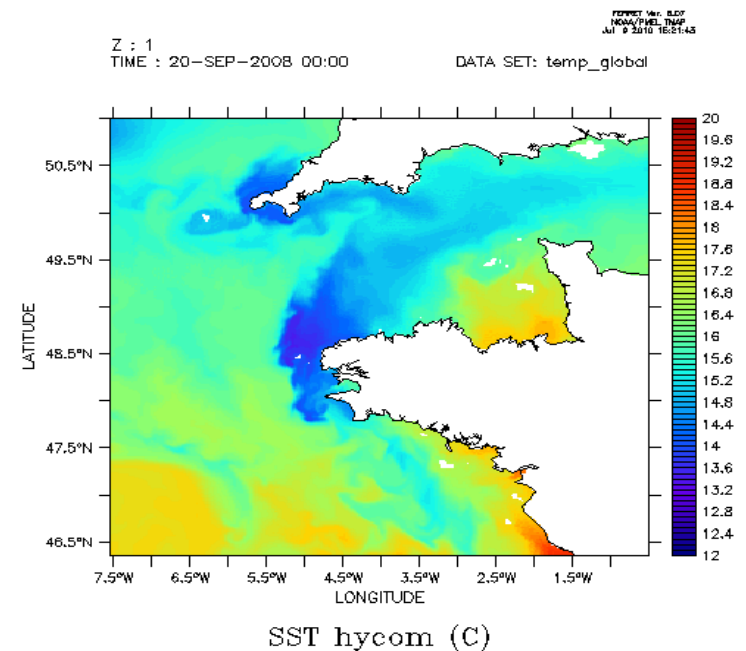 FERRET Ver. 6.07
NOAA/PMEL TMAP
Jul 9 2010 15:21:43
Z : 1
TIME : 20-SEP-2008 00:00
DATA SET: temp_global
50.5°N
49.5°N
48.5°N
47.5°N
46.5°N
LATITUDE
7.5°W 6.5°W 5.5°W 4.5°W 3.5°W 2.5°W 1.5°W
LONGITUDE
20
19.6
19.2
18.8
18.4
18
17.6
17.2
16.8
16.4
16
15.6
15.2
14.8
14.4
14
13.6
13.2
12.8
12.4
12
SST hycom (C)